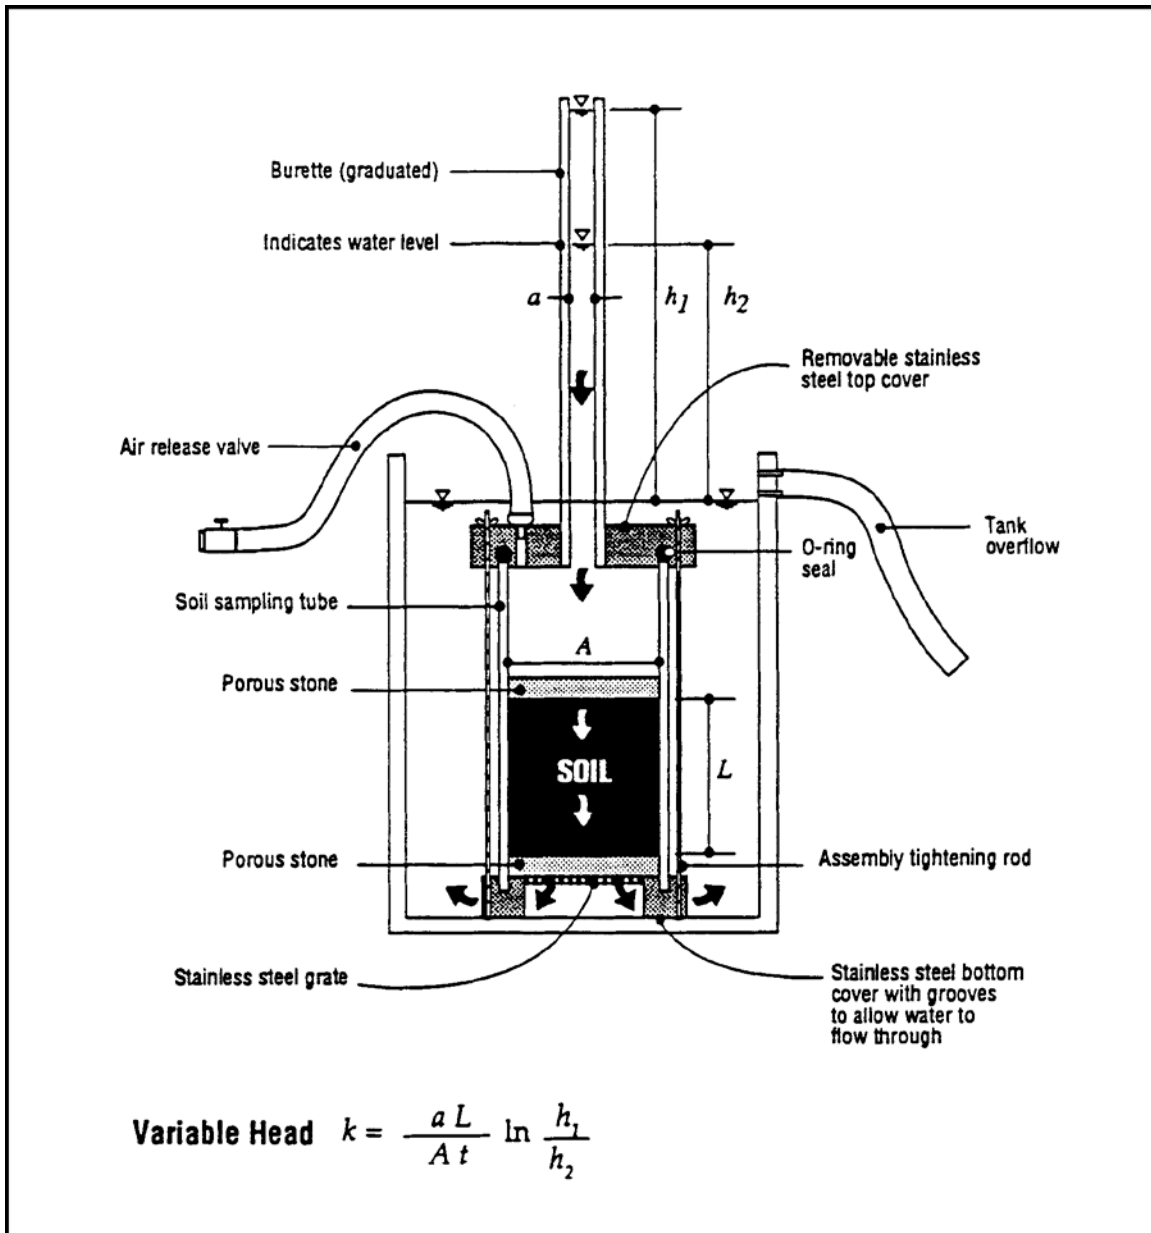 Burette (graduated)
Indicates water level
a
h1
h2
Removable stainless
steel top cover
Air release valve
Tank
overflow
O-ring
seal
Soil sampling tube
A
Porous stone
SOIL
L
Porous stone
Assembly tightening rod
Stainless steel grate
Stainless steel bottom
cover with grooves
to allow water to
flow through
Variable Head k = a L / A t ln h1 / h2